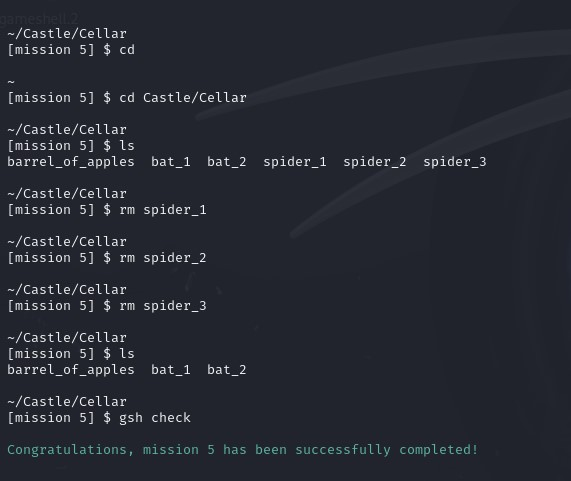 gameshell.2
~/Castle/Cellar
[mission 5] $ cd
~
[mission 5] $ cd Castle/Cellar
~/Castle/Cellar
[mission 5] $ ls
barrel_of_apples  bat_1  bat_2  spider_1  spider_2  spider_3
~/Castle/Cellar
[mission 5] $ rm spider_1
~/Castle/Cellar
[mission 5] $ rm spider_2
~/Castle/Cellar
[mission 5] $ rm spider_3
~/Castle/Cellar
[mission 5] $ ls
barrel_of_apples  bat_1  bat_2
~/Castle/Cellar
[mission 5] $ gsh check
Congratulations, mission 5 has been successfully completed!